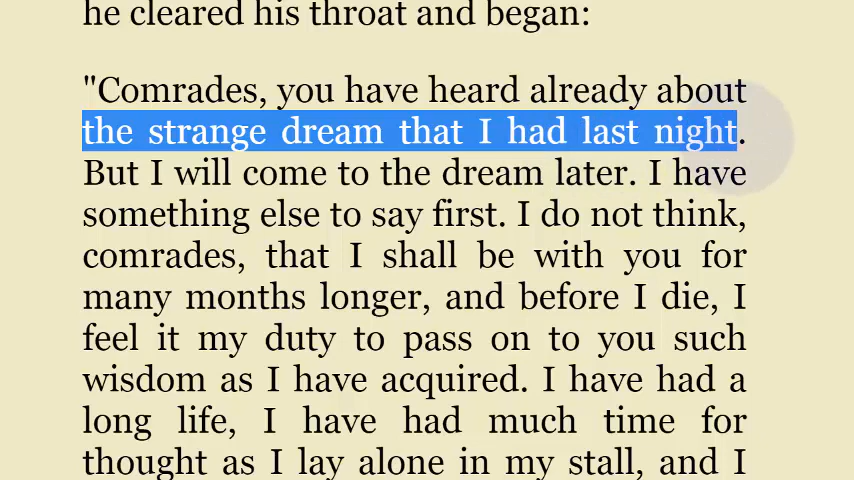 he cleared his throat and began:
"Comrades, you have heard already about
the strange dream that I had last night.
But I will come to the dream later. I have
something else to say first. I do not think,
comrades, that I shall be with you for
many months longer, and before I die, I
feel it my duty to pass on to you such
wisdom as I have acquired. I have had a
long life, I have had much time for
thought as I lay alone in my stall, and I